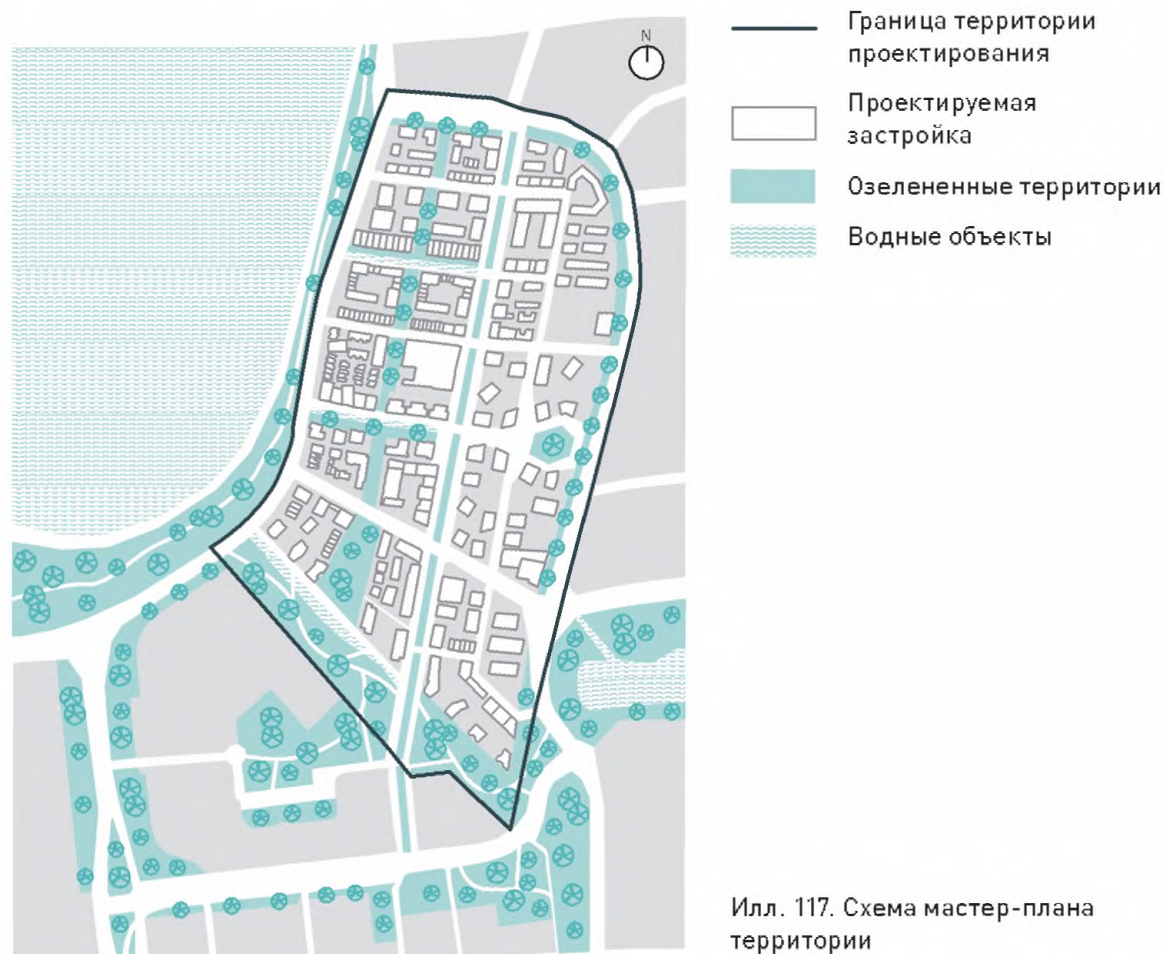 N
Граница территории
проектирования
Проектируемая
застройка
Озелененные территории
Водные объекты
Илл. 117. Схема мастер-плана
территории